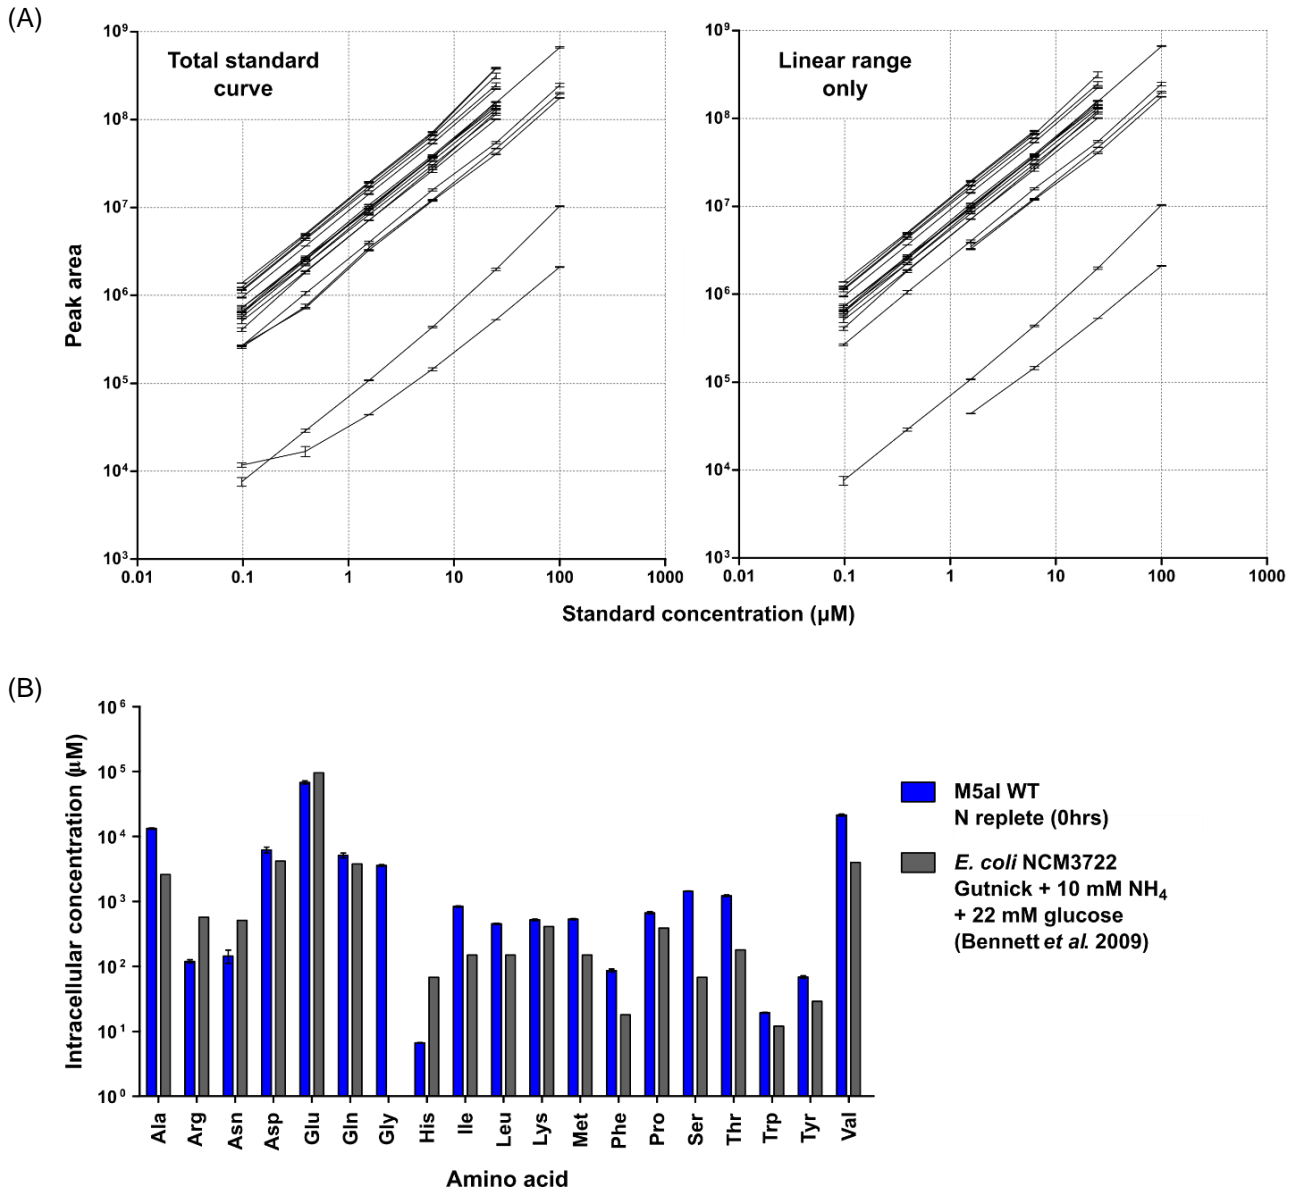 (A)
Total standard
curve
Linear range
only
Peak area
10⁹
10⁸
10⁷
10⁶
10⁵
10⁴
10³
0.01
0.1
1
10
100
1000
10⁹
10⁸
10⁷
10⁶
10⁵
10⁴
10³
0.01
0.1
1
10
100
1000
Standard concentration (µM)
(B)
Intracellular concentration (µM)
10⁶
10⁵
10⁴
10³
10²
10¹
10⁰
Ala
Arg
Asn
Asp
Glu
Gln
Gly
His
Ile
Leu
Lys
Met
Phe
Pro
Ser
Thr
Trp
Tyr
Val
Amino acid
M5al WT
N replete (0hrs)
E. coli NCM3722
Gutnick + 10 mM NH₄
+ 22 mM glucose
(Bennett et al. 2009)